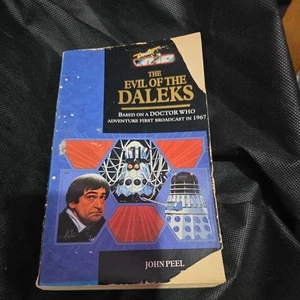 THE
EVIL OF THE
DALEKS
BASED ON A DOCTOR WHO
ADVENTURE FIRST BROADCAST IN 1967
JOHN PEEL